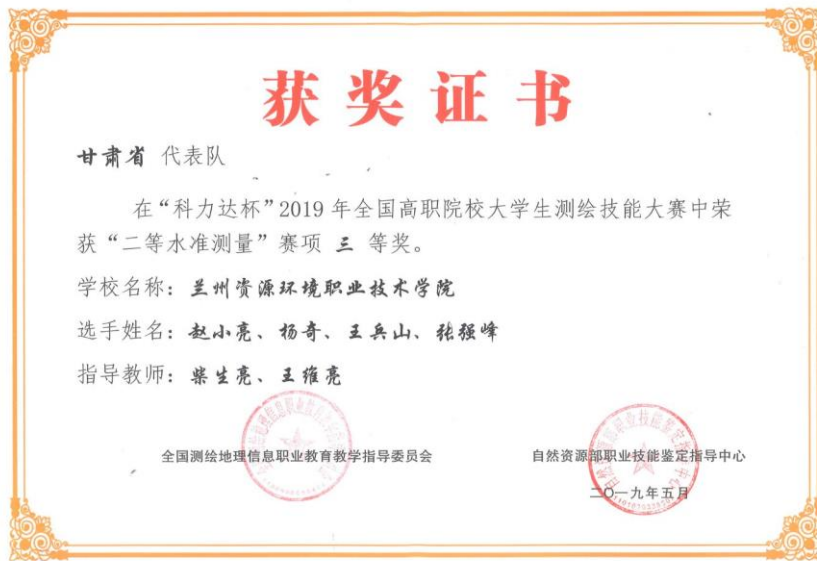 获奖证书
甘肃省 代表队
在“科力达杯”2019年全国高职院校大学生测绘技能大赛中荣
获“二等水准测量”赛项 三 等奖。
学校名称：兰州资源环境职业技术学院
选手姓名：赵小亮、杨奇、王兵山、张强峰
指导教师：柴生亮、王维亮
全国测绘地理信息职业教育教学指导委员会
自然资源部职业技能鉴定指导中心
二〇一九年五月